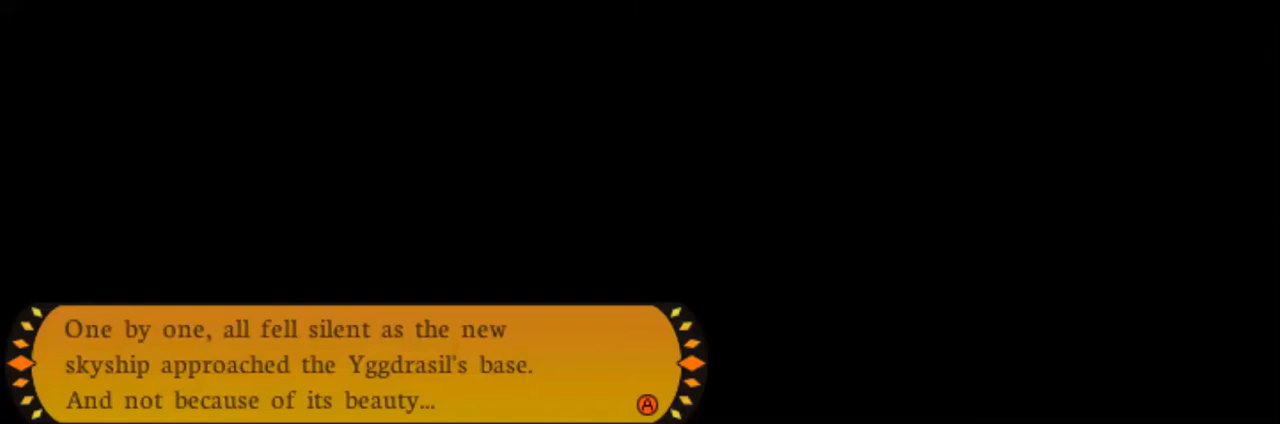 One by one, all fell silent as the new
skyship approached the Yggdrasil's base.
And not because of its beauty...
A